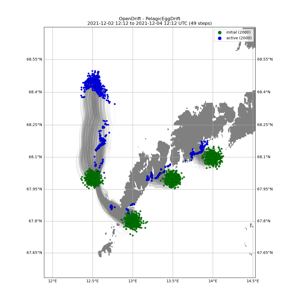 OpenDrift - PelagicEggDrift
2021-12-02 12:12 to 2021-12-04 12:12 UTC (49 steps)
initial (2000)
active (2000)
68.55°N 68.55°N
68.4°N 68.4°N
68.25°N 68.25°N
68.1°N 68.1°N
67.95°N 67.95°N
67.8°N 67.8°N
67.65°N 67.65°N
12°E 12.5°E 13°E 13.5°E 14°E 14.5°E